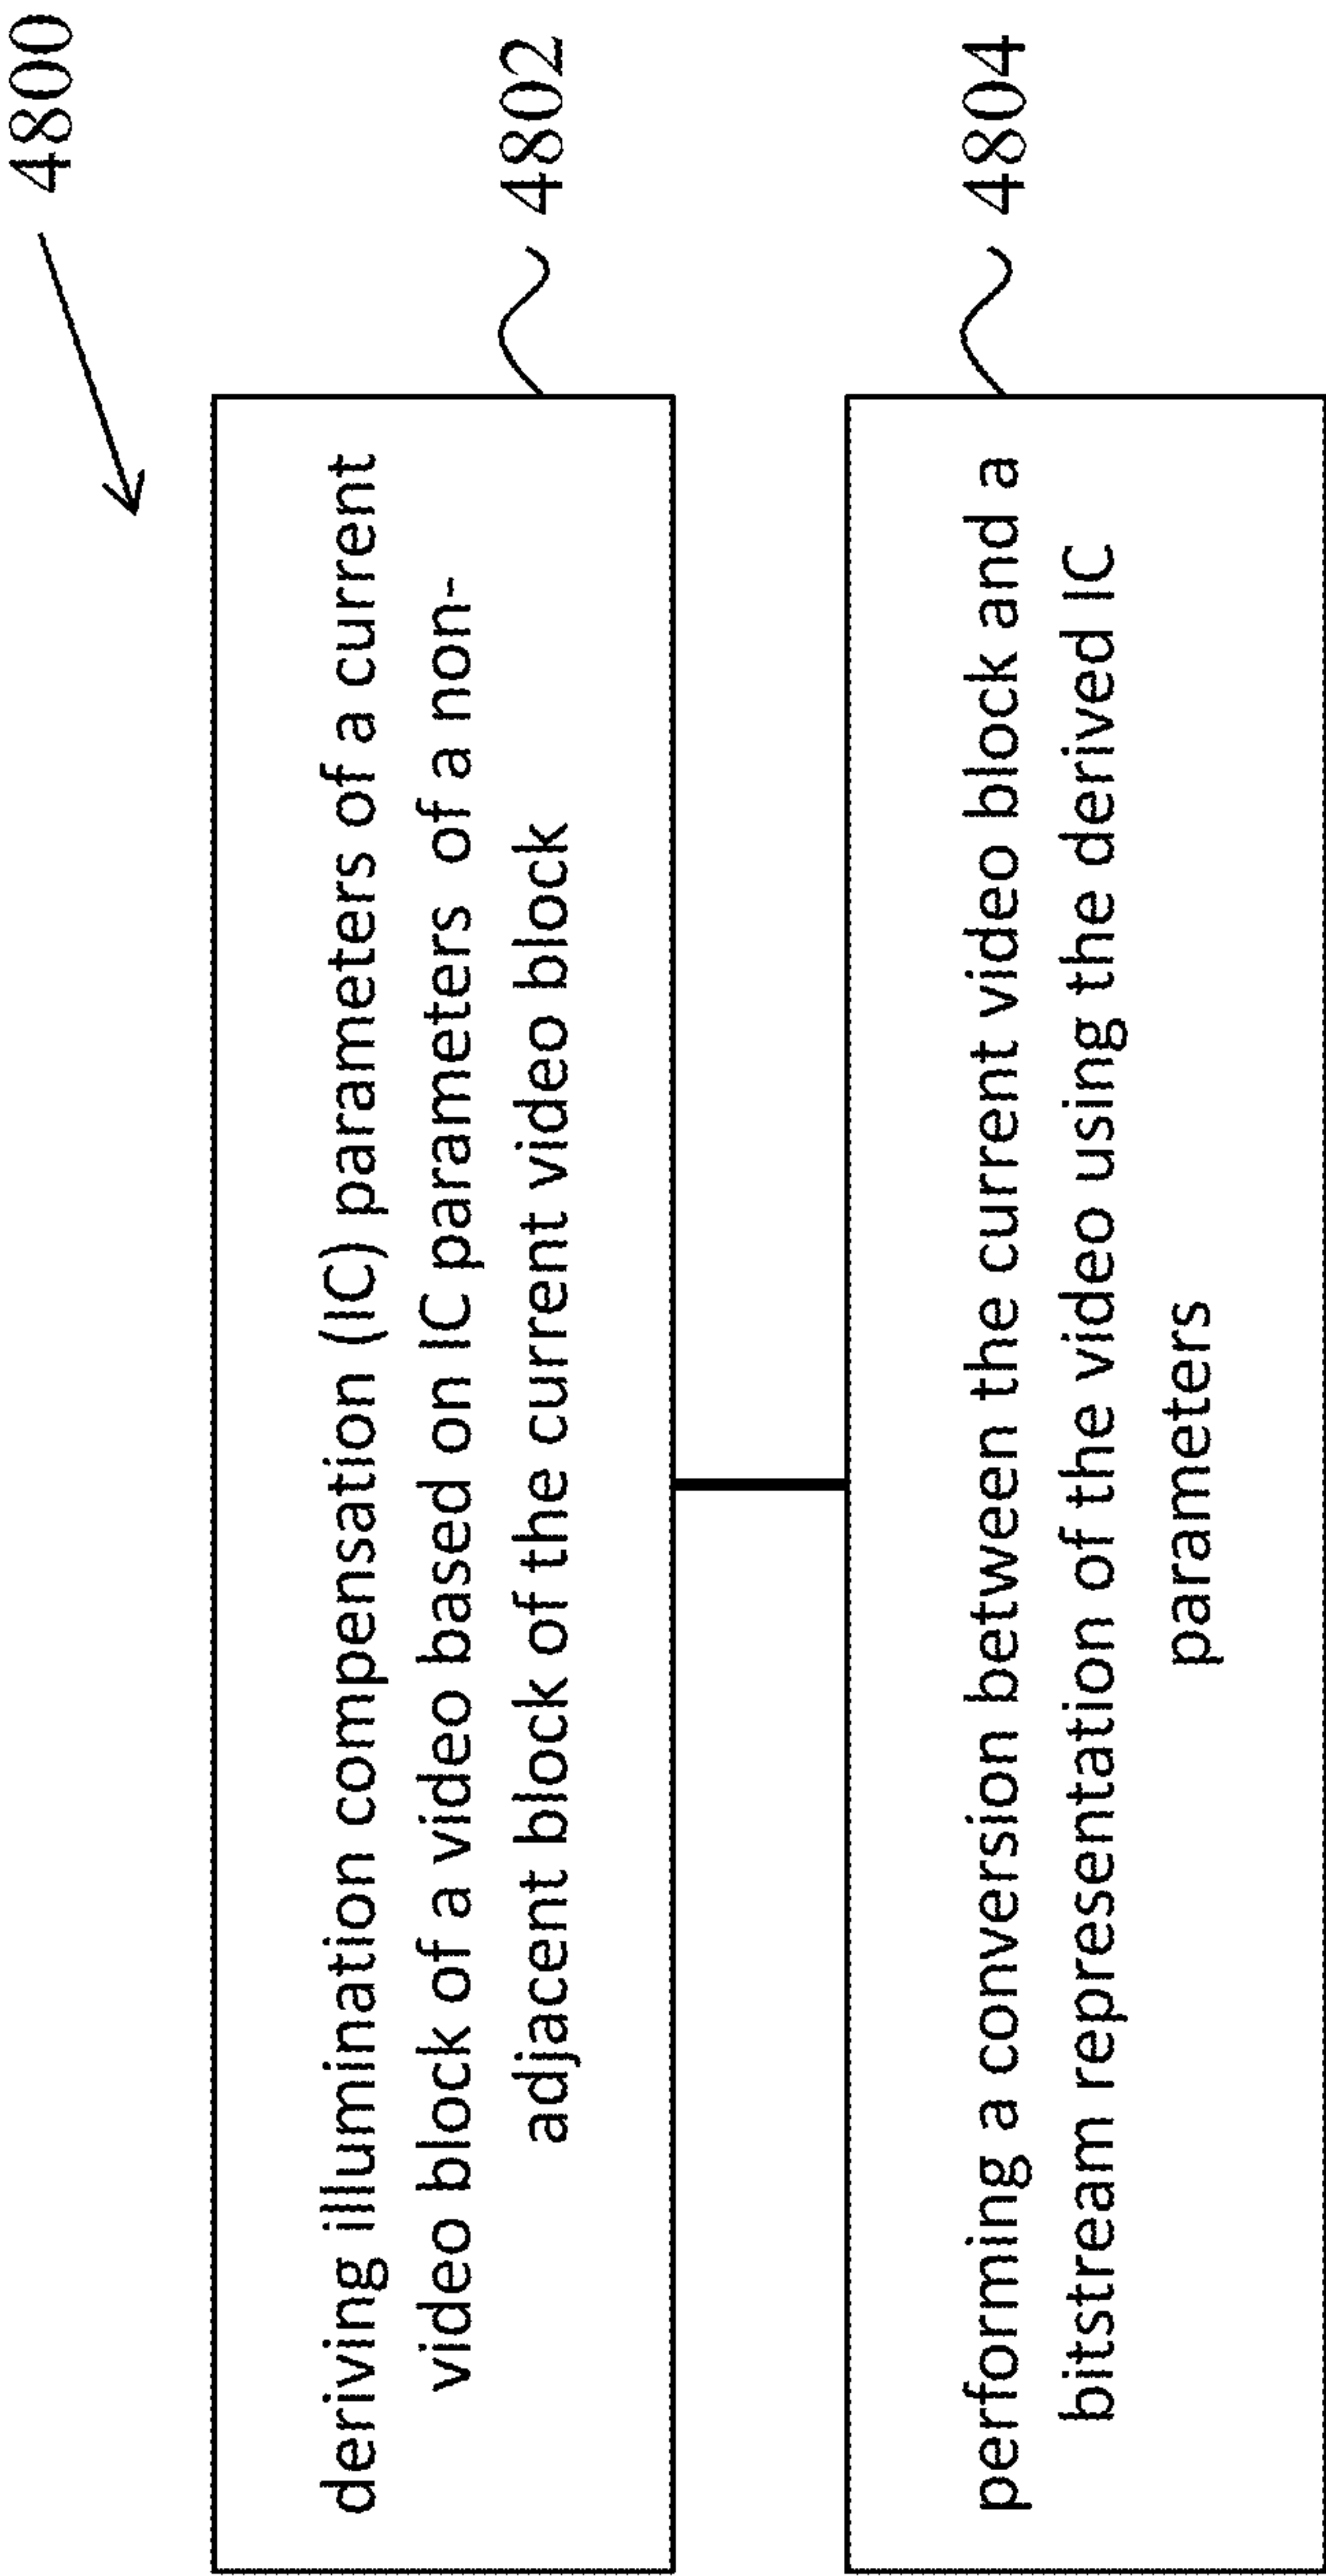 4800
deriving illumination compensation (IC) parameters of a current
video block of a video based on IC parameters of a non-
adjacent block of the current video block
4802
performing a conversion between the current video block and a
bitstream representation of the video using the derived IC
parameters
4804